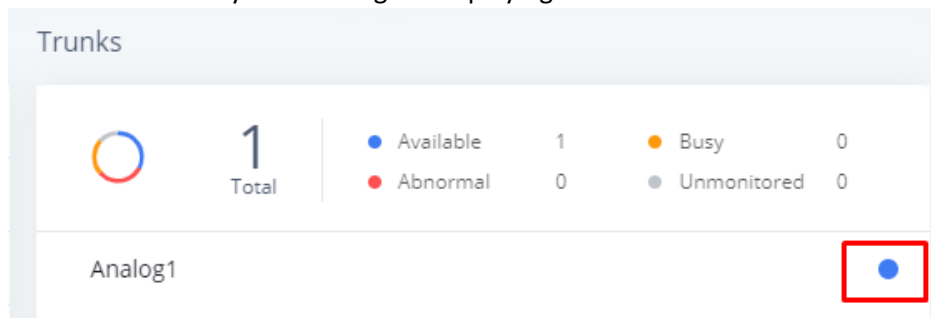 Trunks
1
Total
Available 1
Busy 0
Abnormal 0
Unmonitored 0
Analog1